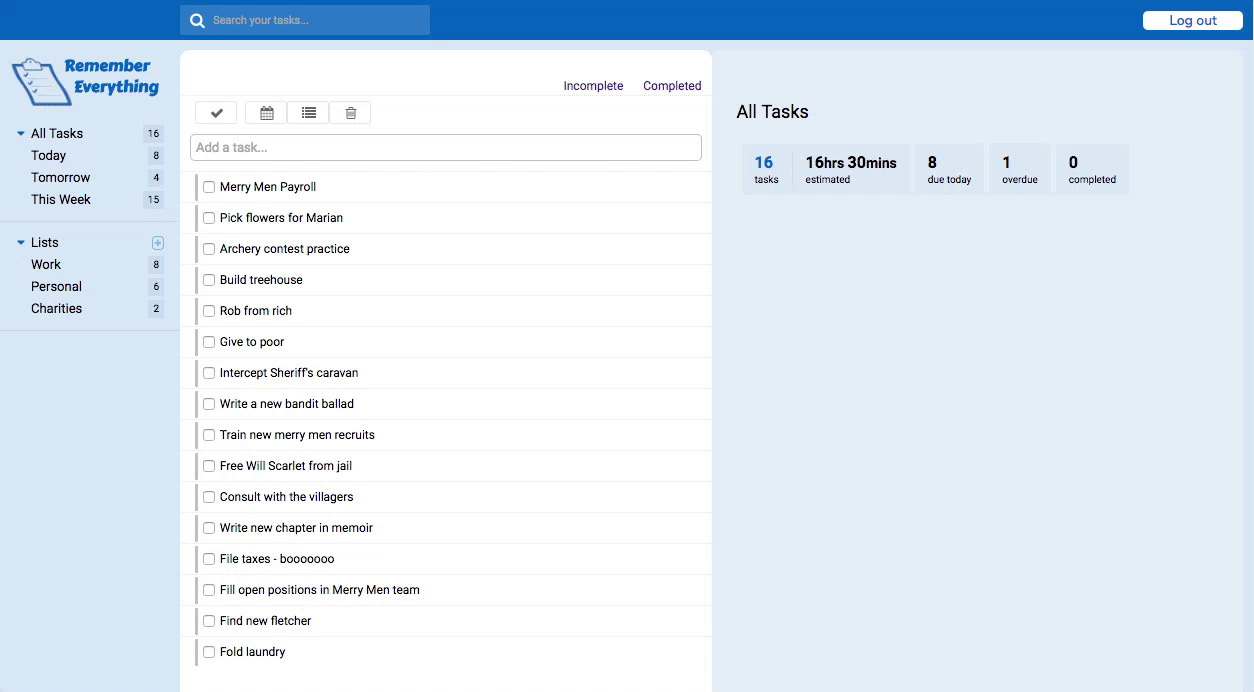 Search your tasks...
Log out
Remember
Everything
All Tasks 16
Today 8
Tomorrow 4
This Week 15
Lists
Work 8
Personal 6
Charities 2
Incomplete Completed
Add a task...
Merry Men Payroll
Pick flowers for Marian
Archery contest practice
Build treehouse
Rob from rich
Give to poor
Intercept Sheriff's caravan
Write a new bandit ballad
Train new merry men recruits
Free Will Scarlet from jail
Consult with the villagers
Write new chapter in memoir
File taxes - booooooo
Fill open positions in Merry Men team
Find new fletcher
Fold laundry
All Tasks
16 16hrs 30mins 8 1 0
tasks estimated due today overdue completed